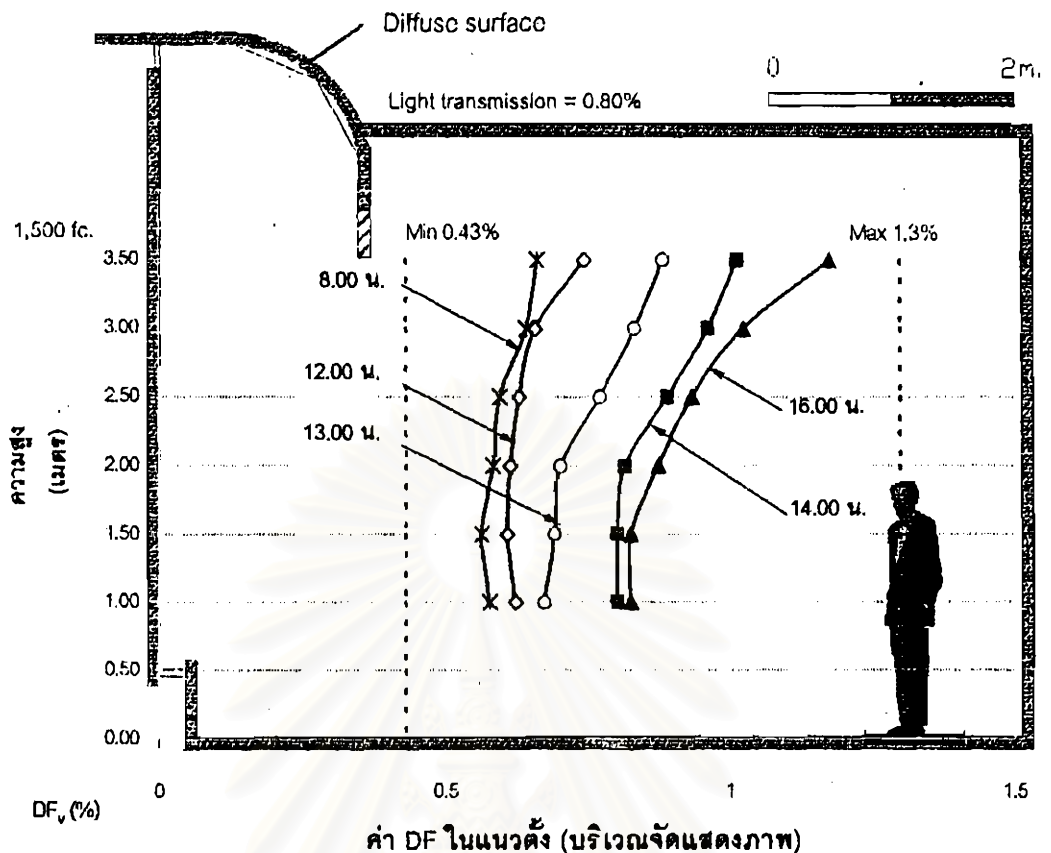 Diffuse surface
0 2m.
Light transmission = 0.80%
1,500 fc.
Min 0.43%
Max 1.3%
3.50
8.00 น.
3.00
12.00 น.
2.50
16.00 น.
13.00 น.
2.00
ความสูง
(เมตร)
14.00 น.
1.50
1.00
0.50
0.00
DFv (%)
0 0.5 1 1.5
ค่า DF ในแนวตั้ง (บริเวณจัดแสดงภาพ)